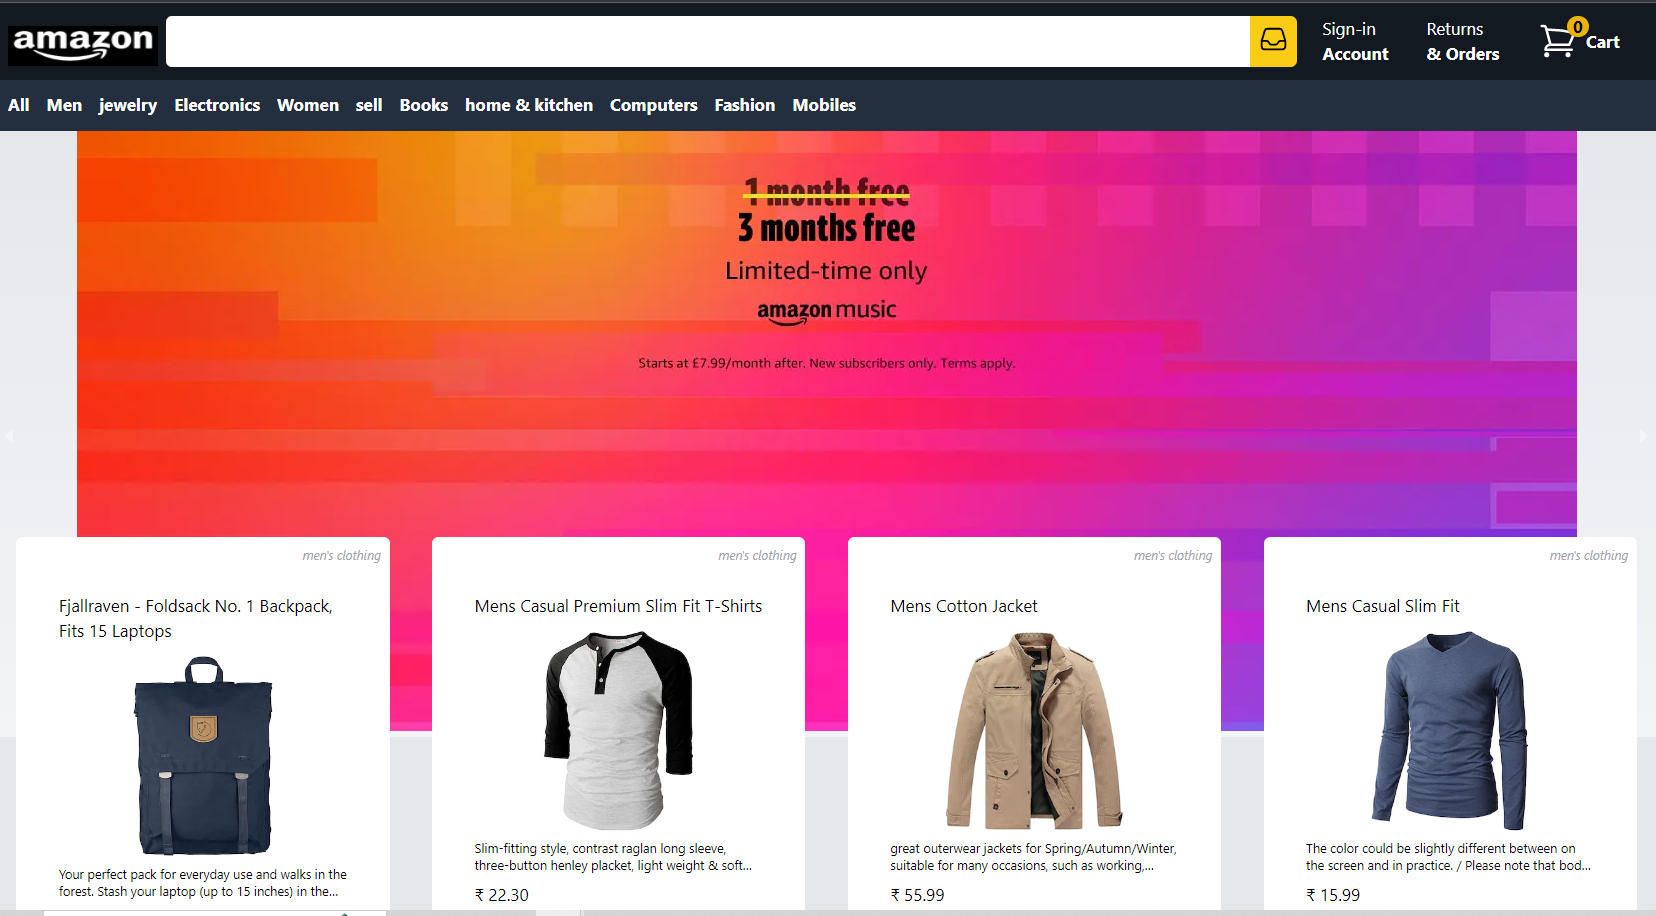 amazon
Sign-in
Account
Returns
& Orders
0
Cart
All Men jewelry Electronics Women sell Books home & kitchen Computers Fashion Mobiles
1 month free
3 months free
Limited-time only
amazon music
Starts at £7.99/month after. New subscribers only. Terms apply.
men's clothing
Fjallraven - Foldsack No. 1 Backpack,
Fits 15 Laptops
Your perfect pack for everyday use and walks in the
forest. Stash your laptop (up to 15 inches) in the...
men's clothing
Mens Casual Premium Slim Fit T-Shirts
Slim-fitting style, contrast raglan long sleeve,
three-button henley placket, light weight & soft...
₹ 22.30
men's clothing
Mens Cotton Jacket
great outerwear jackets for Spring/Autumn/Winter,
suitable for many occasions, such as working,...
₹ 55.99
men's clothing
Mens Casual Slim Fit
The color could be slightly different between on
the screen and in practice. / Please note that bod...
₹ 15.99